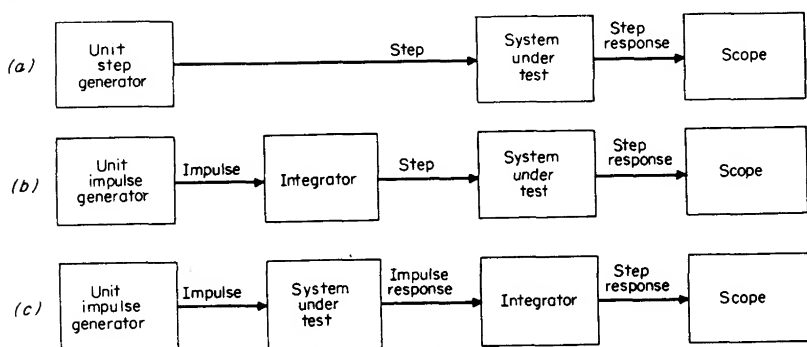 (a)
Unit
step
generator
Step
System
under
test
Step
response
Scope
(b)
Unit
impulse
generator
Impulse
Integrator
Step
System
under
test
Step
response
Scope
(c)
Unit
impulse
generator
Impulse
System
under
test
Impulse
response
Integrator
Step
response
Scope